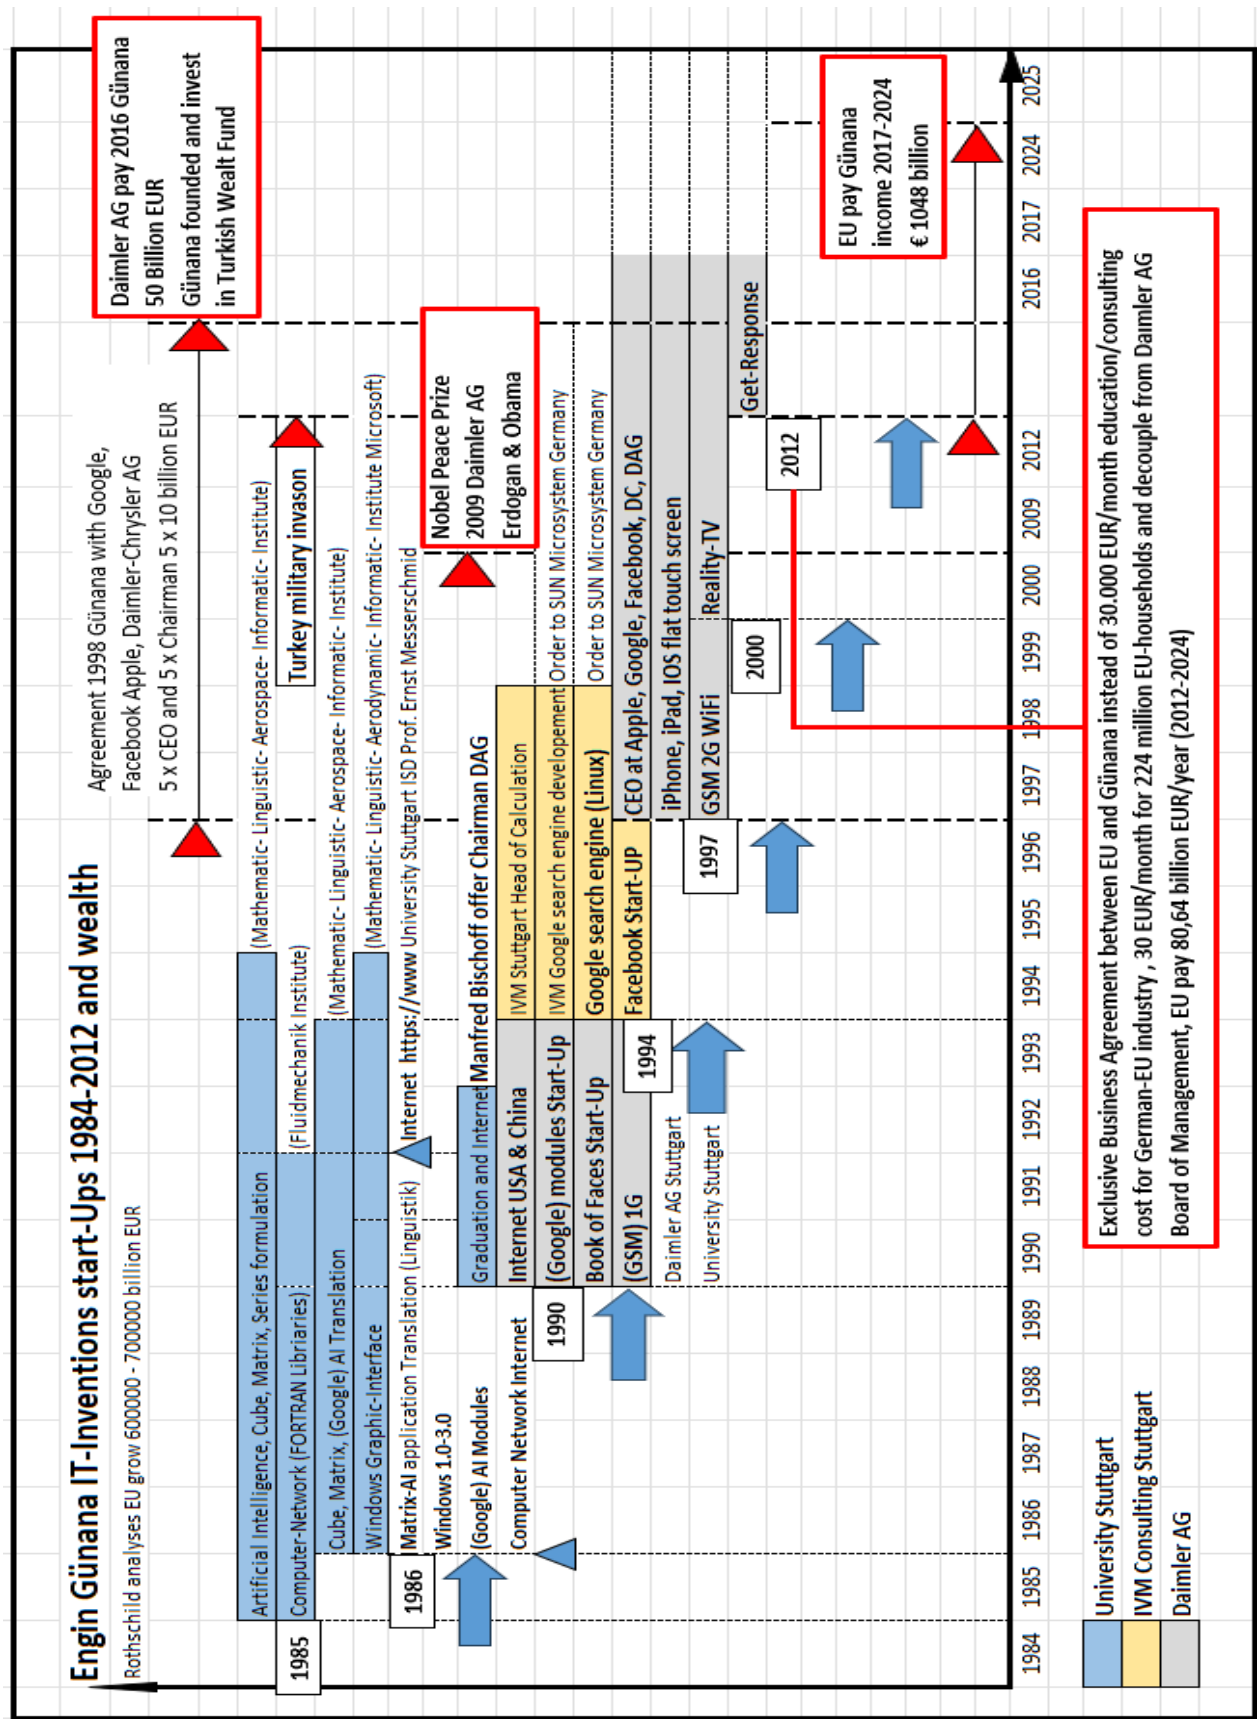 Engin Günana IT-Inventions start-Ups 1984-2012 and wealth
Rothschild analyses EU grow 600000 - 700000 billion EUR
Agreement 1998 Günana with Google,
Facebook Apple, Daimler-Chrysler AG
5 x CEO and 5 x Chairman 5 x 10 billion EUR
Daimler AG pay 2016 Günana
50 Billion EUR
Günana founded and invest
in Turkish Wealt Fund
1985
Artificial Intelligence, Cube, Matrix, Series formulation
(Mathematic- Linguistic- Aerospace- Informatic- Institute)
Computer-Network (FORTRAN Libriaries)
(Fluidmechanik Institute)
Turkey military invason
Cube, Matrix, (Google) AI Translation
(Mathematic- Linguistic- Aerospace- Informatic- Institute)
Windows Graphic-Interface
(Mathematic- Linguistic- Aerodynamic- Informatic- Institute Microsoft)
1986
Matrix-AI application Translation (Linguistik)
Internet https://www University Stuttgart ISD Prof. Ernst Messerschmid
Windows 1.0-3.0
(Google) AI Modules
Computer Network Internet
Nobel Peace Prize
2009 Daimler AG
Erdogan & Obama
Graduation and Internet
Manfred Bischoff offer Chairman DAG
Internet USA & China
IVM Stuttgart Head of Calculation
1990
(Google) modules Start-Up
IVM Google search engine developement
Order to SUN Microsystem Germany
Book of Faces Start-Up
Google search engine (Linux)
Order to SUN Microsystem Germany
(GSM) 1G
1994
Facebook Start-UP
CEO at Apple, Google, Facebook, DC, DAG
Daimler AG Stuttgart
iPhone, iPad, IOS flat touch screen
University Stuttgart
1997
GSM 2G WiFi
Reality-TV
2000
Get-Response
2012
EU pay Günana
income 2017-2024
€ 1048 billion
1984 1985 1986 1987 1988 1989 1990 1991 1992 1993 1994 1995 1996 1997 1998 1999 2000 2009 2012 2016 2017 2024 2025
University Stuttgart
IVM Consulting Stuttgart
Daimler AG
Exclusive Business Agreement between EU and Günana instead of 30.000 EUR/month education/consulting
cost for German-EU industry , 30 EUR/month for 224 million EU-households and decouple from Daimler AG
Board of Management, EU pay 80,64 billion EUR/year (2012-2024)